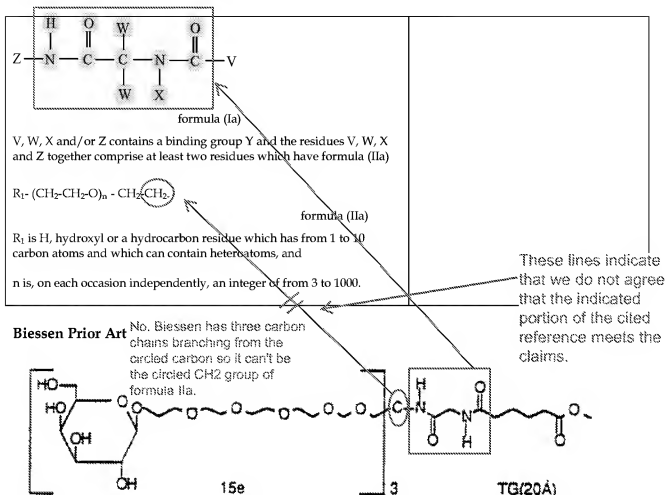 H O W O
Z N C C N C V
W X
formula (Ia)
V, W, X and/or Z contains a binding group Y and the residues V, W, X
and Z together comprise at least two residues which have formula (IIa)
R₁- (CH₂-CH₂-O)ₙ - CH₂-CH₂-
formula (IIa)
R₁ is H, hydroxyl or a hydrocarbon residue which has from 1 to 10
carbon atoms and which can contain heteroatoms, and
n is, on each occasion independently, an integer of from 3 to 1000.
These lines indicate
that we do not agree
that the indicated
portion of the cited
reference meets the
claims.
Biessen Prior Art
No. Biessen has three carbon
chains branching from the
circled carbon so it can't be
the circled CH2 group of
formula IIa.
HO
HO O O O O O O O C N O O
OH O N O
H
OH
15e 3 TG(20Å)